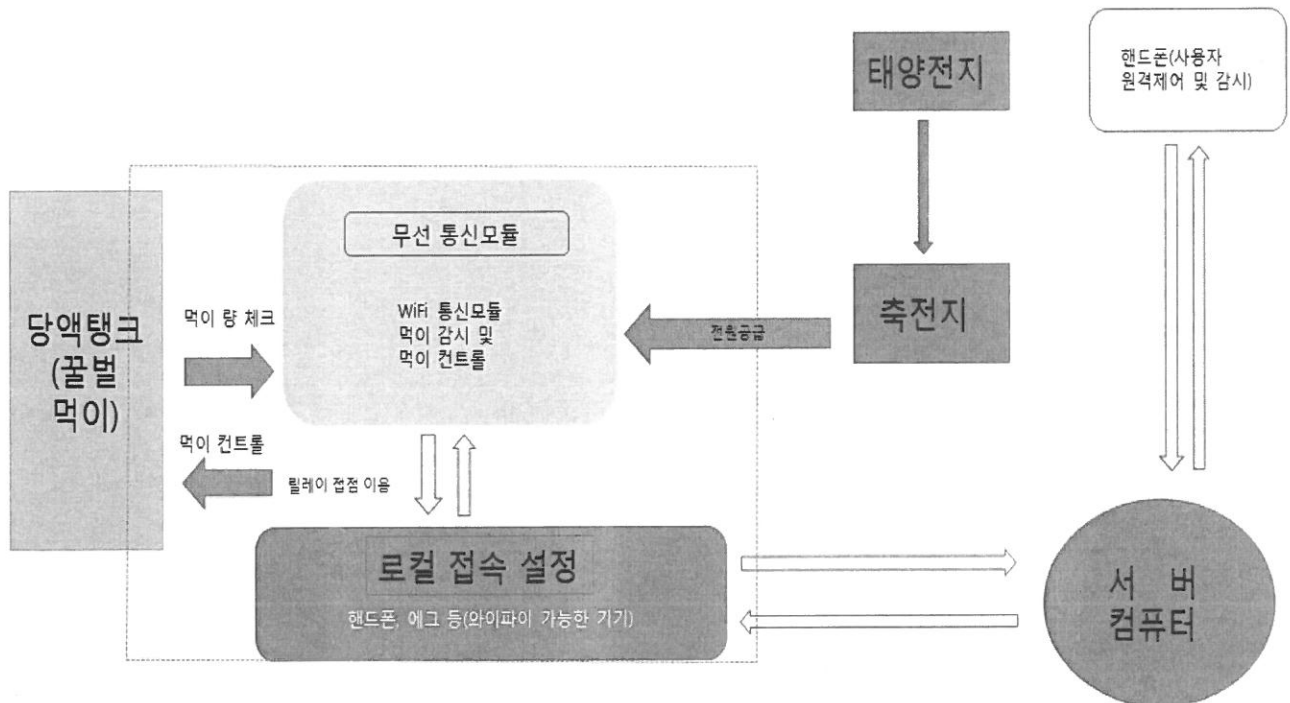 태양전지
핸드폰(사용자
원격제어 및 감시)
무선 통신모듈
WiFi 통신모듈
먹이 감시 및
먹이 컨트롤
당액탱크
(꿀벌
먹이)
먹이 량 체크
전원공급
축전지
먹이 컨트롤
릴레이 접점 이용
로컬 접속 설정
핸드폰, 에그 등(와이파이 가능한 기기)
서 버
컴퓨터